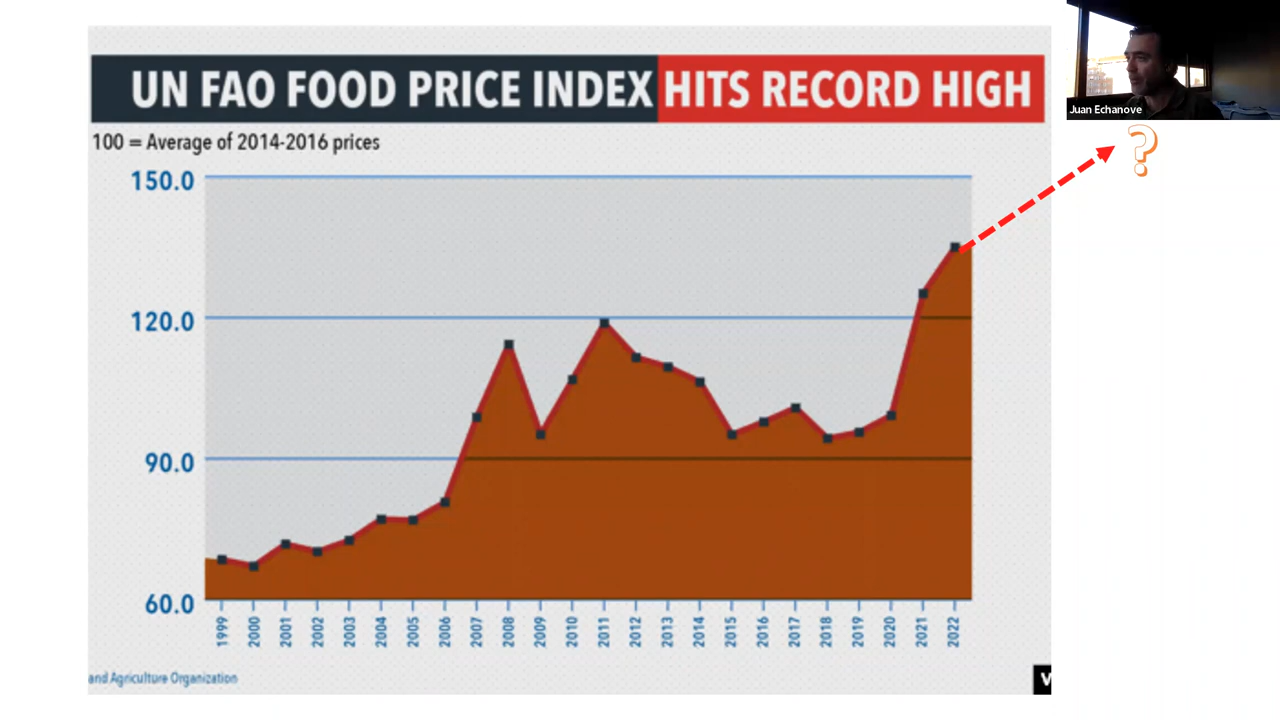 UN FAO FOOD PRICE INDEX HITS RECORD HIGH
Juan Echanove
100 = Average of 2014-2016 prices
?
150.0
120.0
90.0
60.0
1999 2000 2001 2002 2003 2004 2005 2006 2007 2008 2009 2010 2011 2012 2013 2014 2015 2016 2017 2018 2019 2020 2021 2022
and Agriculture Organization
V